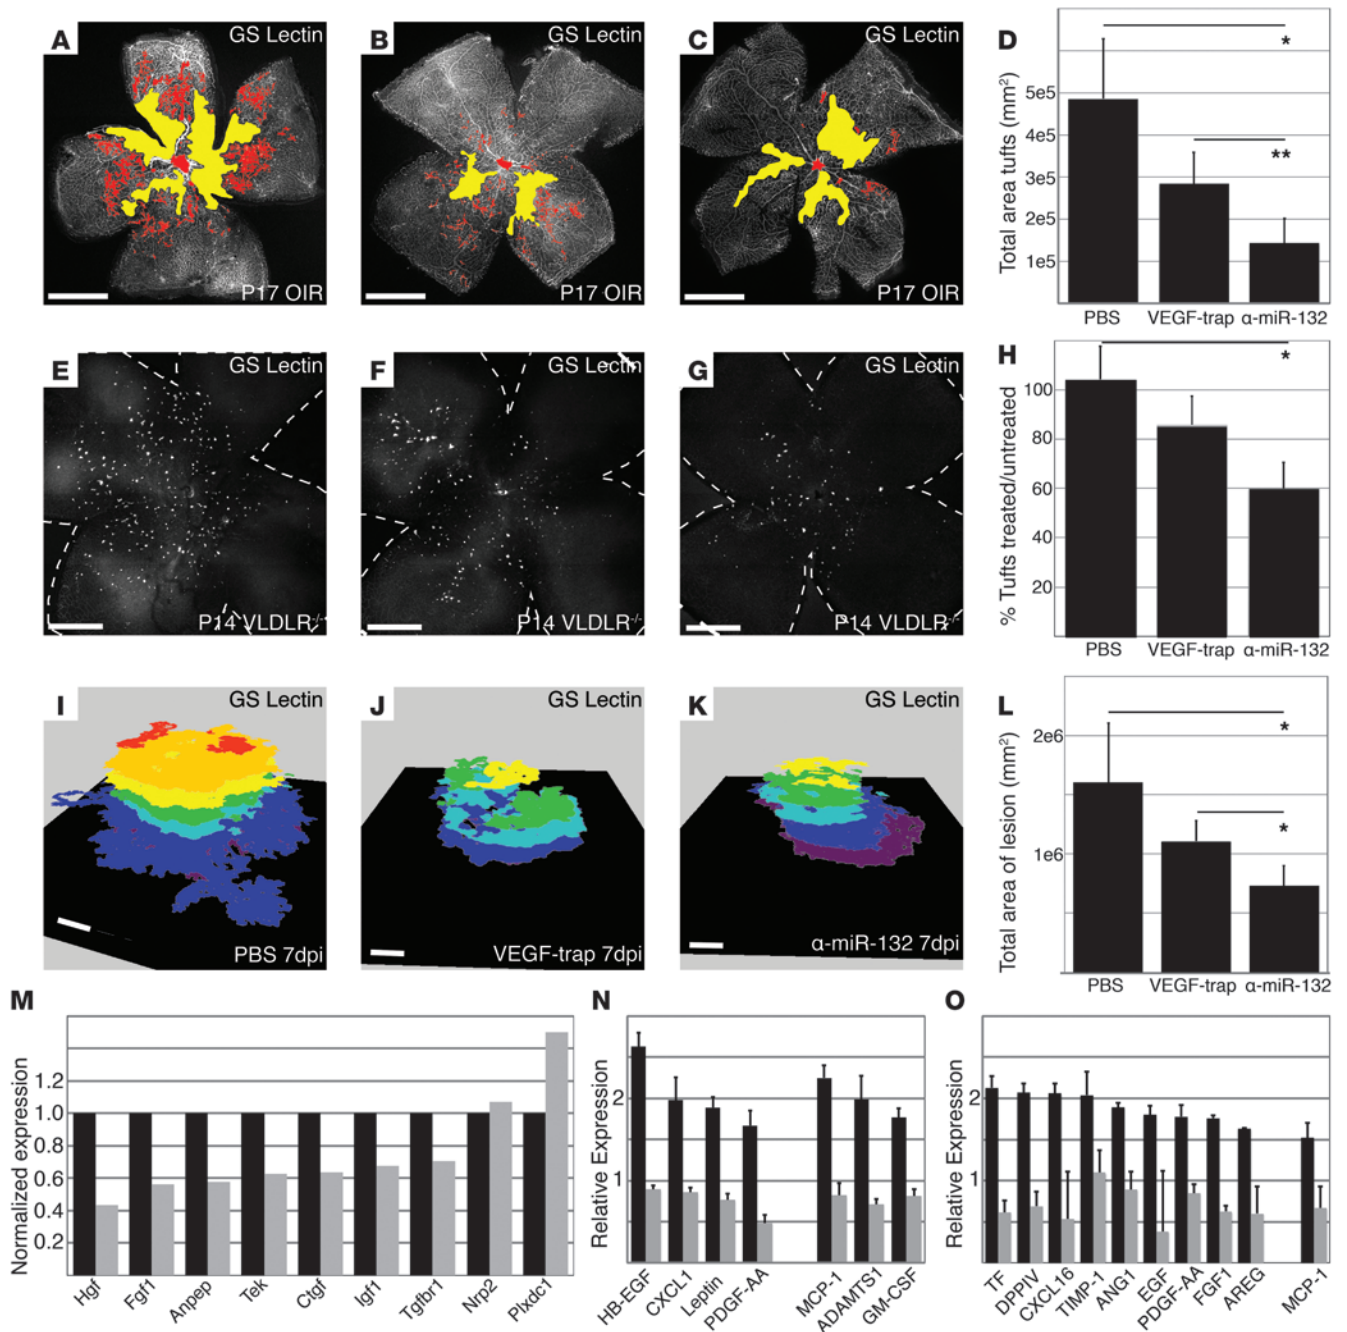 A
GS Lectin
P17 OIR
B
GS Lectin
P17 OIR
C
GS Lectin
P17 OIR
D
Total area tufts (mm²)
5e5
4e5
3e5
2e5
1e5
*
**
PBS VEGF-trap α-miR-132
E
GS Lectin
P14 VLDLR-/-
F
GS Lectin
P14 VLDLR-/-
G
GS Lectin
P14 VLDLR-/-
H
% Tufts treated/untreated
100
80
60
40
20
*
PBS VEGF-trap α-miR-132
I
GS Lectin
PBS 7dpi
J
GS Lectin
VEGF-trap 7dpi
K
GS Lectin
α-miR-132 7dpi
L
Total area of lesion (mm²)
2e6
1e6
*
*
PBS VEGF-trap α-miR-132
M
Normalized expression
1.2
1.0
0.8
0.6
0.4
0.2
Hgf Fgf1 Anpep Tek Ctgf Igf1 Tgfbr1 Nrp2 Plxdc1
N
Relative Expression
2
1
HB-EGF CXCL1 Leptin PDGF-AA MCP-1 ADAMTS1 GM-CSF
O
Relative Expression
2
1
TF DPPIV CXCL16 TIMP-1 ANG1 EGF PDGF-AA FGF1 AREG MCP-1